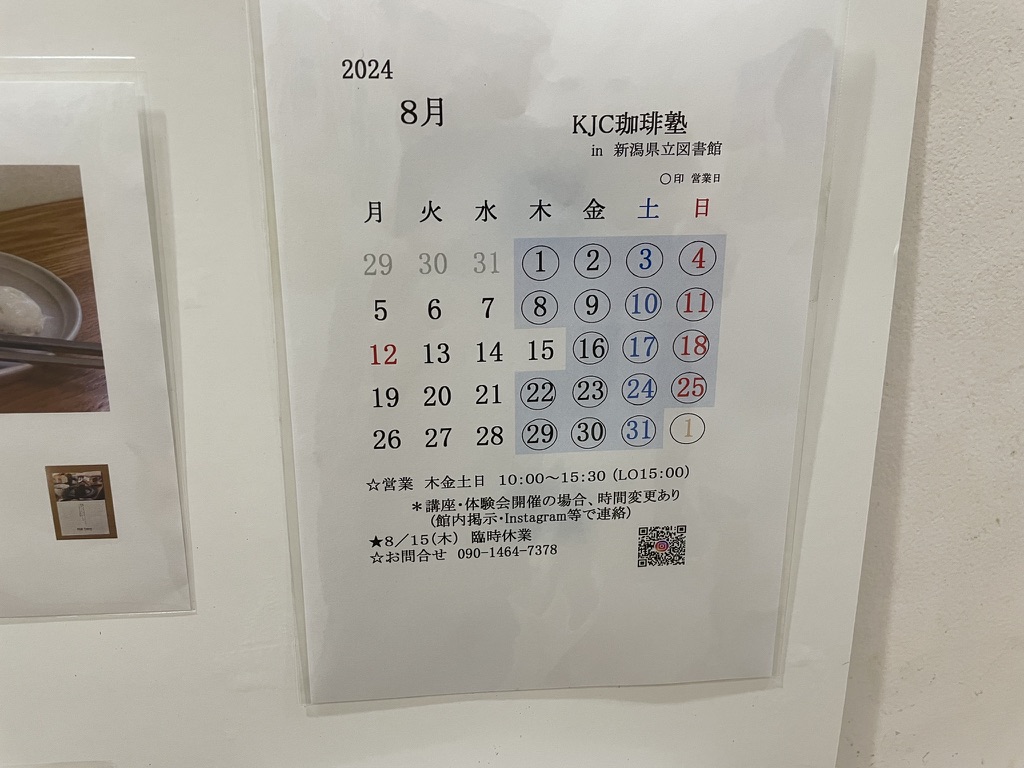 2024
8月
KJC珈琲塾
in 新潟県立図書館
○印 営業日
月 火 水 木 金 土 日
29 30 31 1 2 3 4
5 6 7 8 9 10 11
12 13 14 15 16 17 18
19 20 21 22 23 24 25
26 27 28 29 30 31 1
☆営業 木金土日 10:00～15:30 (LO15:00)
＊講座・体験会開催の場合、時間変更あり
(館内掲示・Instagram等で連絡)
★8／15(木) 臨時休業
☆お問合せ 090-1464-7378